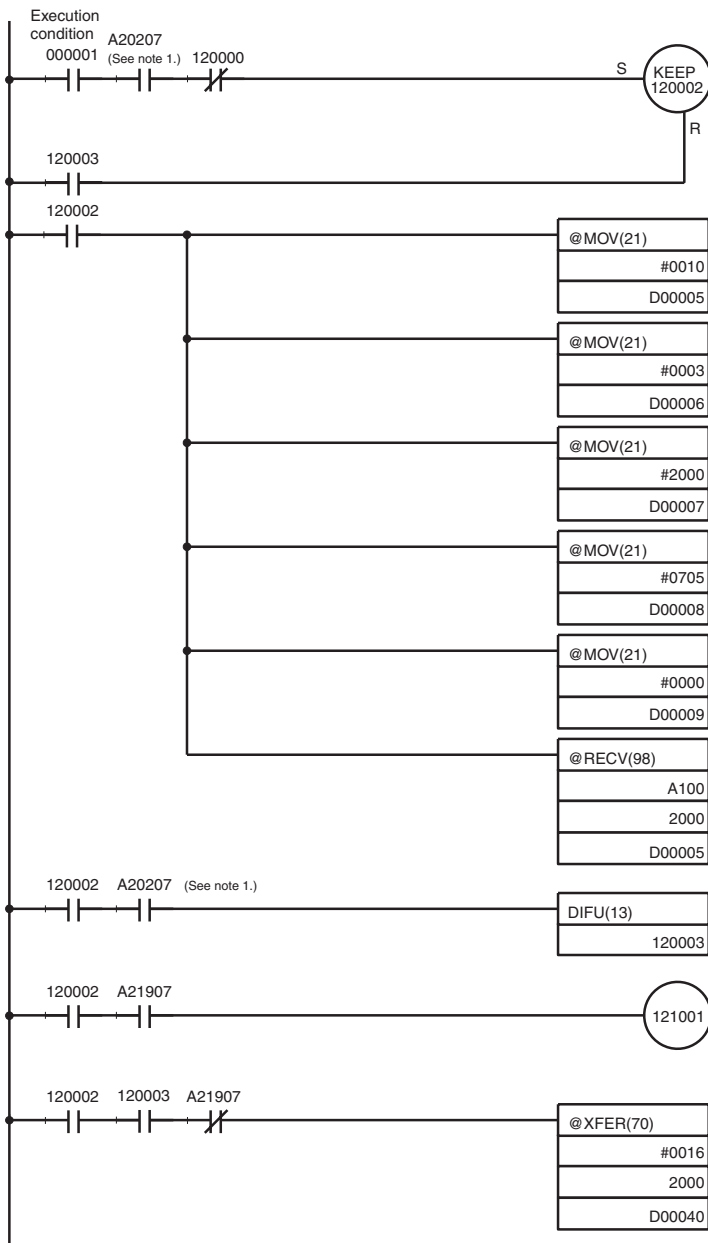 Execution
condition
000001 A20207 120000
(See note 1.)
S KEEP
120002
R
120003
120002
@MOV(21)
#0010
D00005
@MOV(21)
#0003
D00006
@MOV(21)
#2000
D00007
@MOV(21)
#0705
D00008
@MOV(21)
#0000
D00009
@RECV(98)
A100
2000
D00005
120002 A20207 (See note 1.)
DIFU(13)
120003
120002 A21907
121001
120002 120003 A21907
@XFER(70)
#0016
2000
D00040